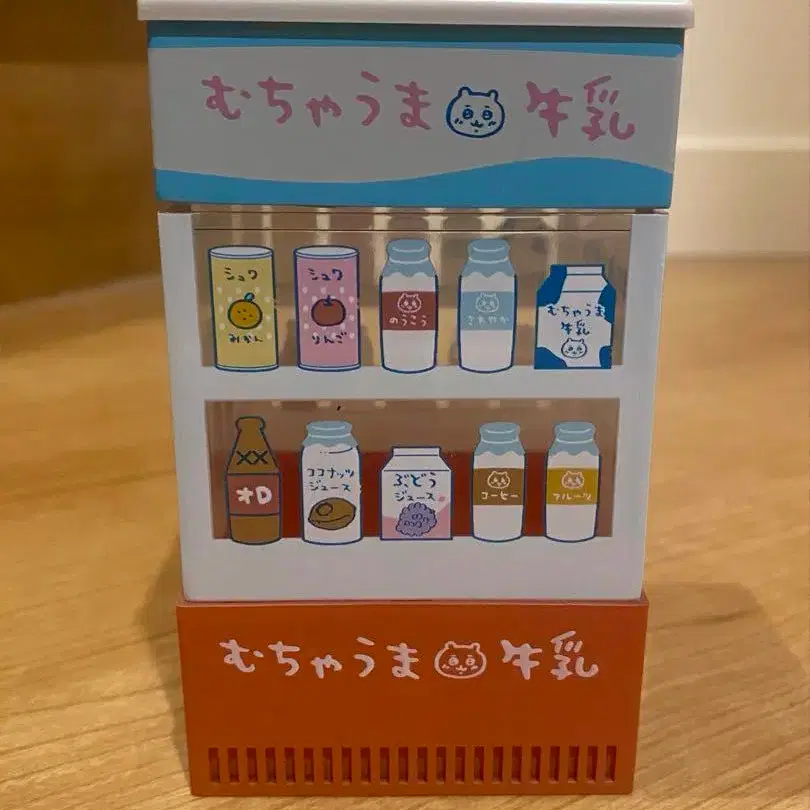 むちゃうま 牛乳
シュワ
みかん
シュワ
りんご
のうこう
さわやか
むちゃうま
牛乳
オロ
ココナッツ
ジュース
ぶどう
ジュース
コーヒー
フルーツ
むちゃうま 牛乳